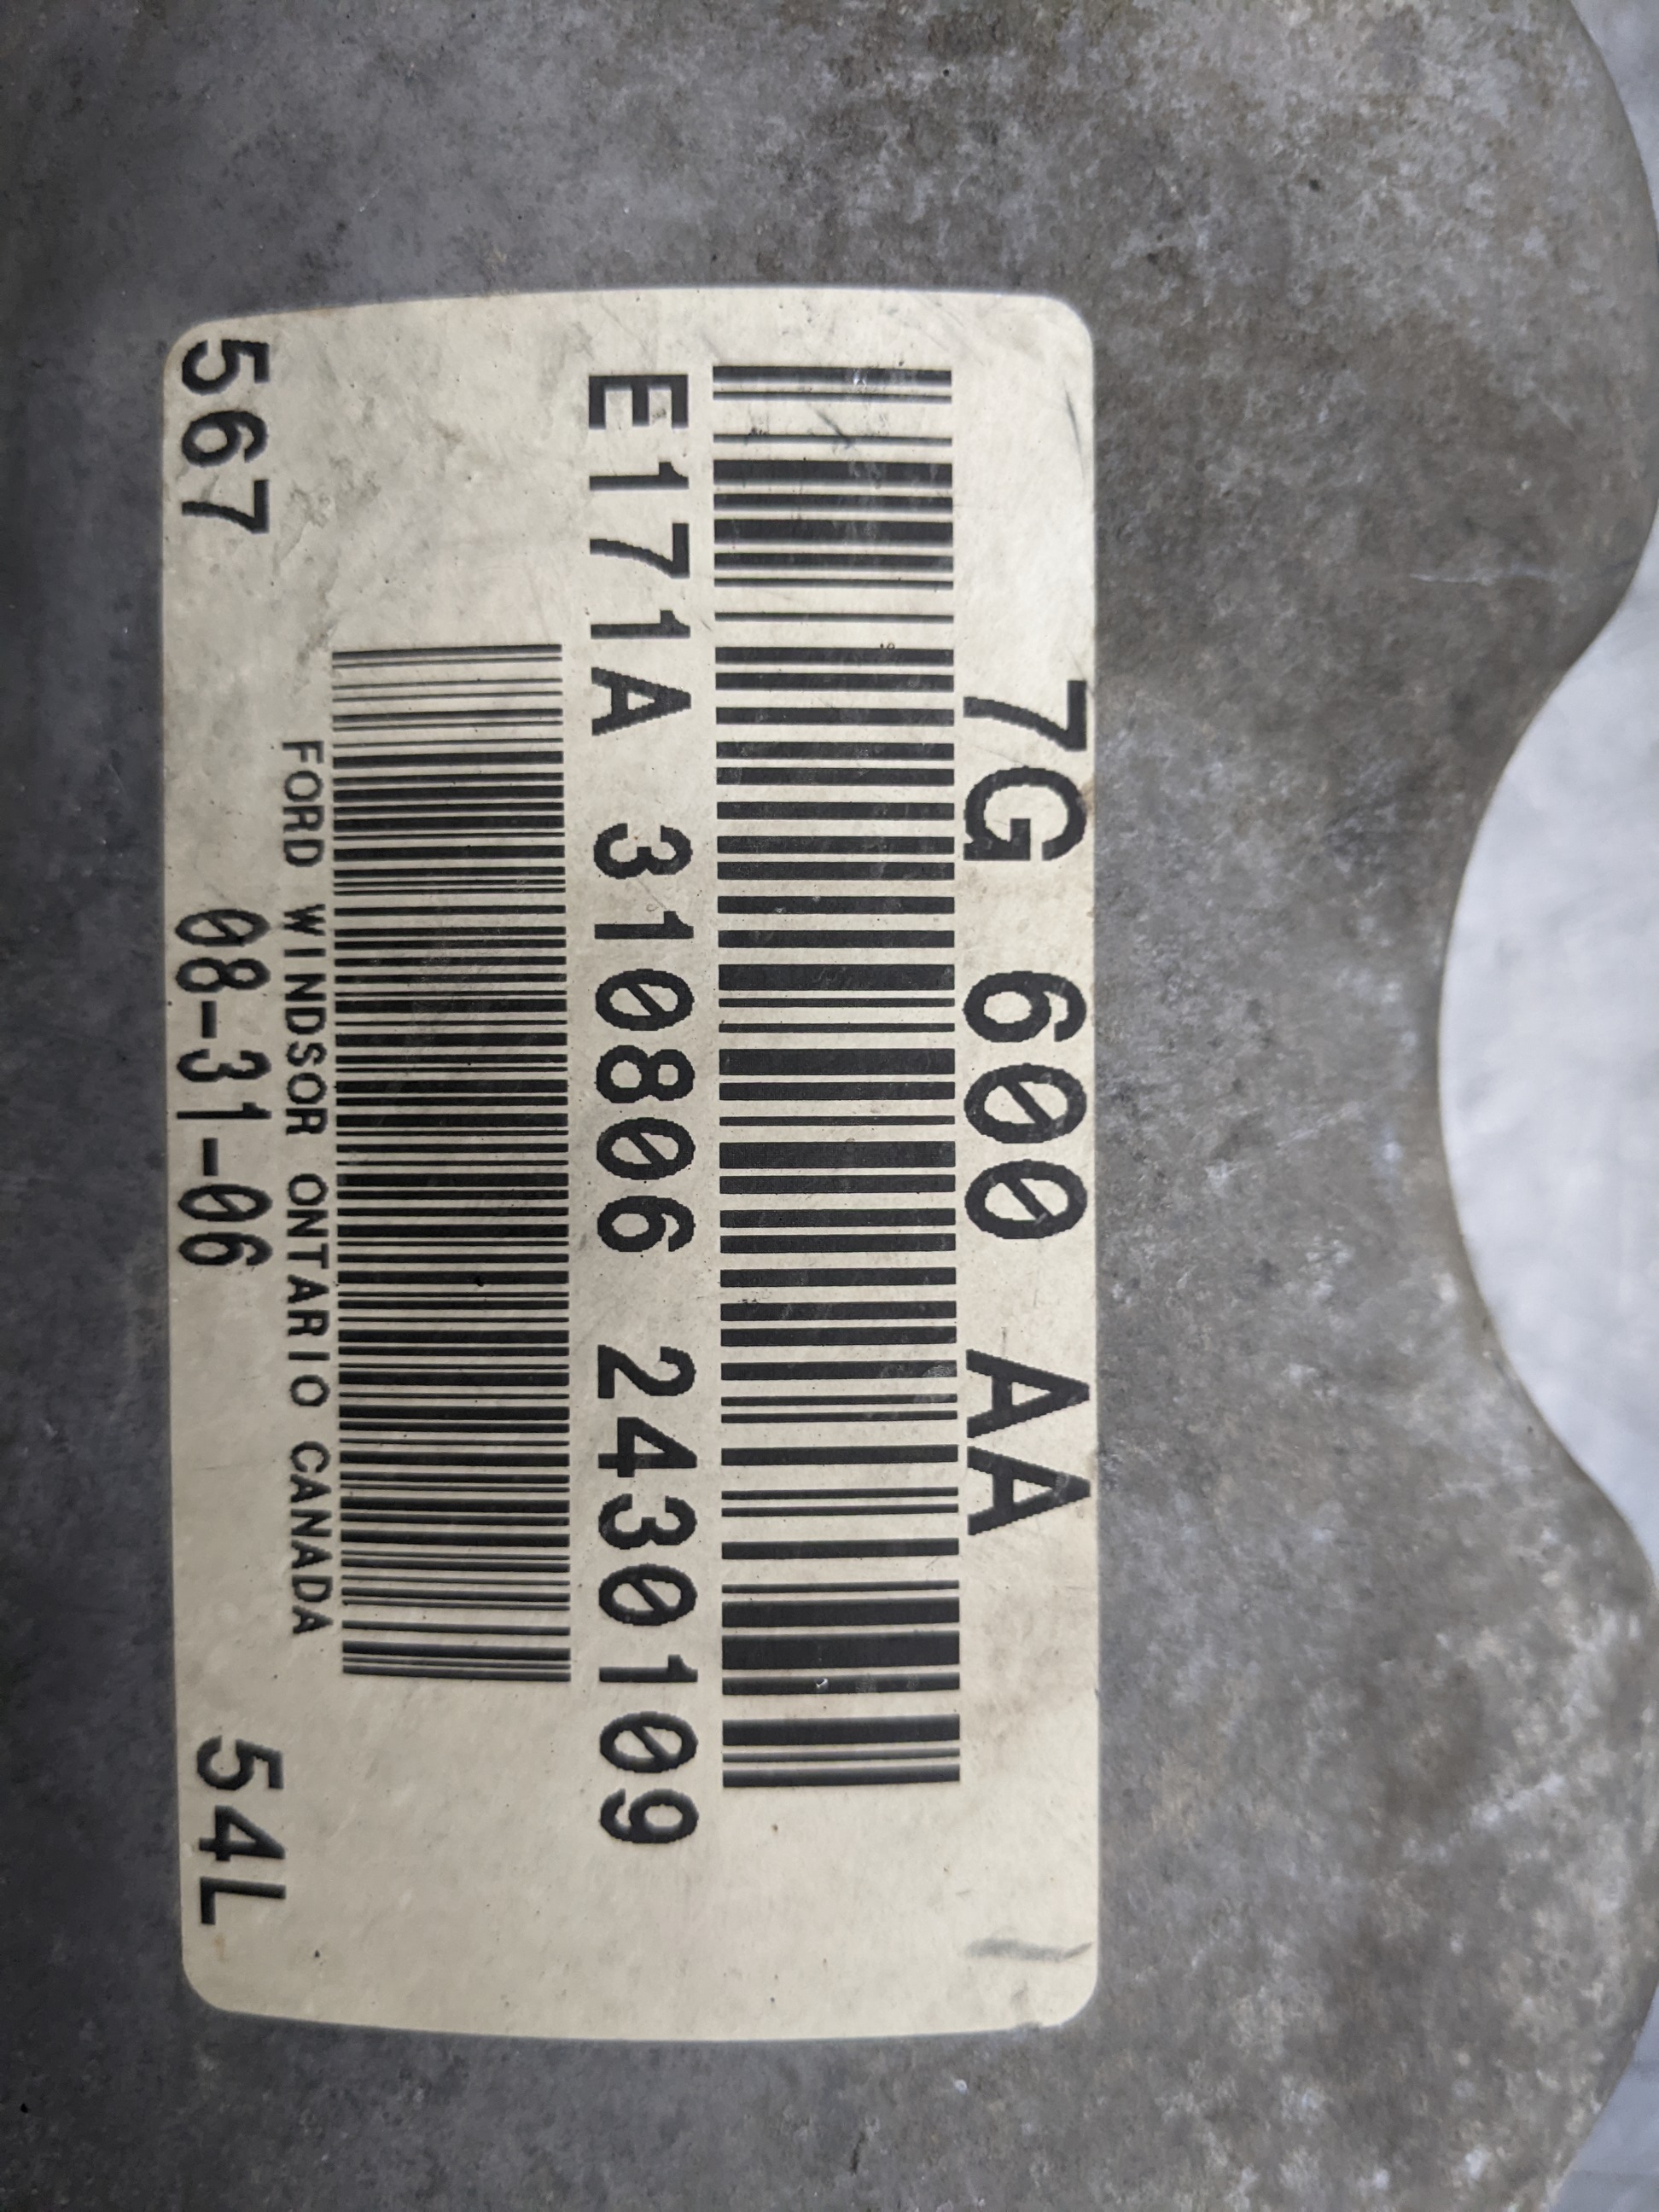 7G 600 AA
E171A 310806 2430109
FORD WINDSOR ONTARIO CANADA
567 08-31-06 54L